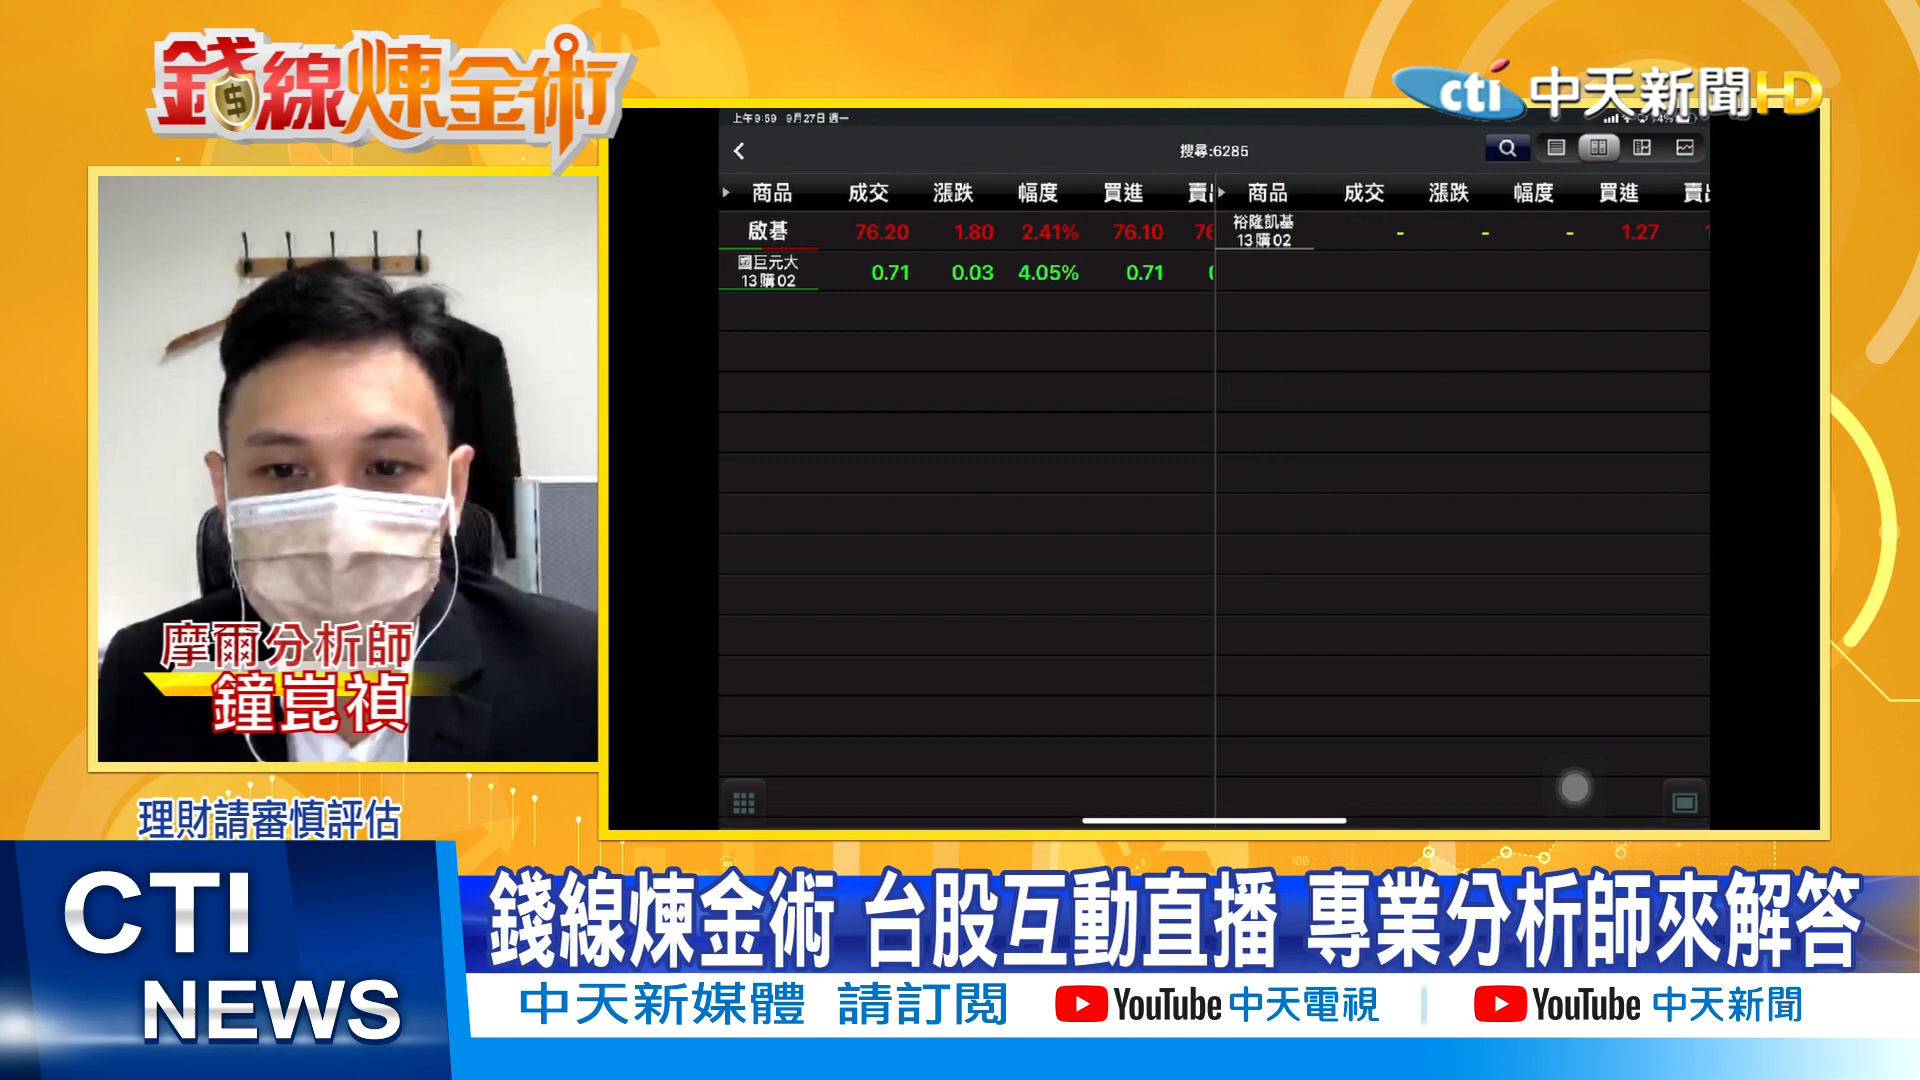 錢線煉金術
$
cti 中天新聞HD
上午9:59 9月27日 週一
搜尋:6285
商品 成交 漲跌 幅度 買進 商品 成交 漲跌 幅度 買進
啟碁 76.20 1.80 2.41% 76.10
裕隆凱基 13購02 - - - 1.27
國巨元大 13購02 0.71 0.03 4.05% 0.71
摩爾分析師
鐘崑禎
理財請審慎評估
CTI NEWS
錢線煉金術 台股互動直播 專業分析師來解答
中天新媒體 請訂閱 YouTube 中天電視 | YouTube 中天新聞